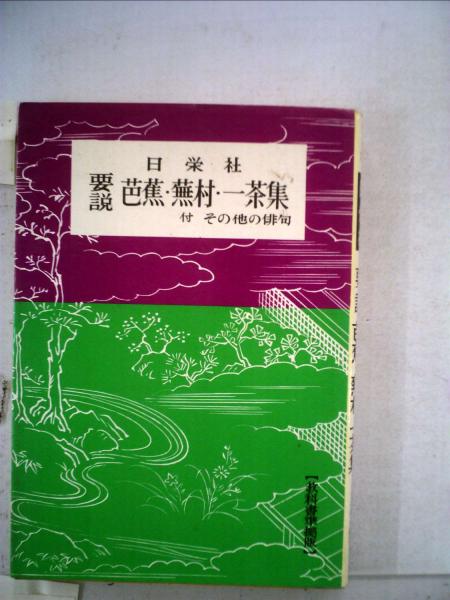 日栄社
要説 芭蕉・蕪村・一茶集
付 その他の俳句